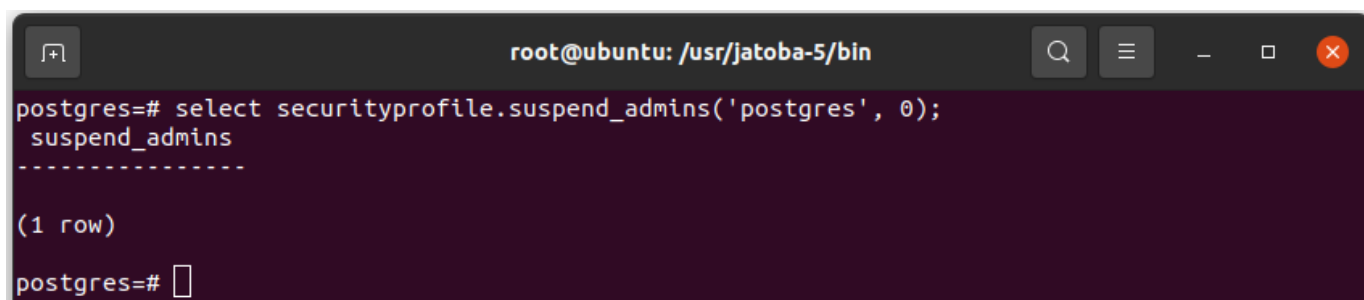 root@ubuntu: /usr/jatoba-5/bin
postgres=# select securityprofile.suspend_admins('postgres', 0);
 suspend_admins
----------------
(1 row)
postgres=#